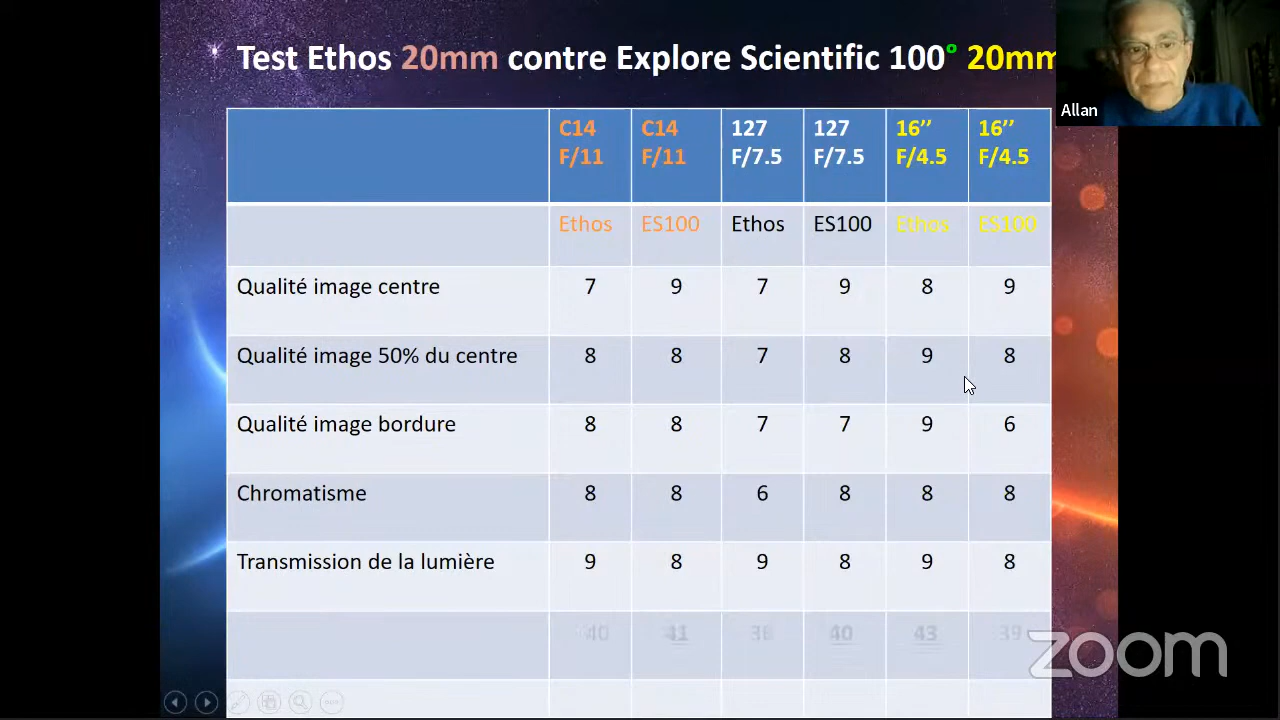 Test Ethos 20mm contre Explore Scientific 100° 20mm
Allan
C14 F/11 C14 F/11 127 F/7.5 127 F/7.5 16’’ F/4.5 16’’ F/4.5
Ethos ES100 Ethos ES100 Ethos ES100
Qualité image centre 7 9 7 9 8 9
Qualité image 50% du centre 8 8 7 8 9 8
Qualité image bordure 8 8 7 7 9 6
Chromatisme 8 8 6 8 8 8
Transmission de la lumière 9 8 9 8 9 8
40 41 40 43 39
zoom